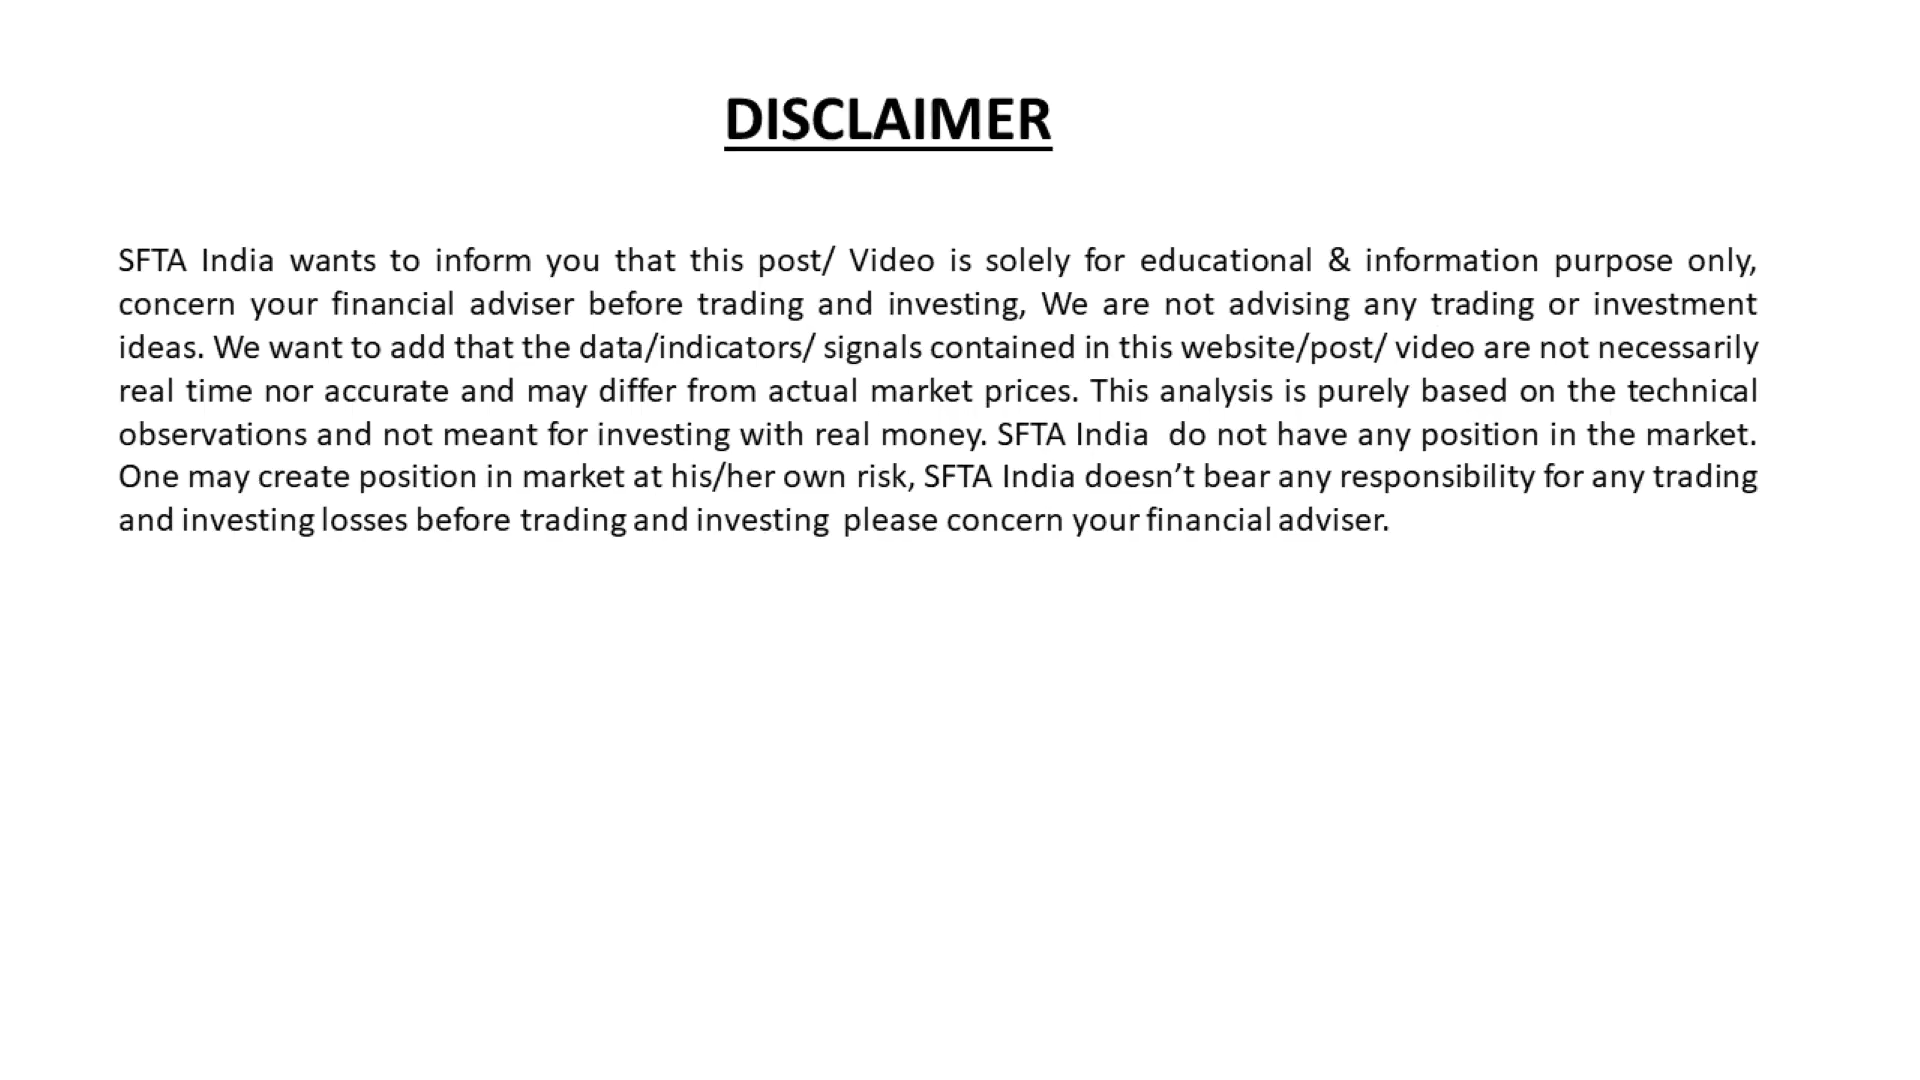 DISCLAIMER
SFTA India wants to inform you that this post/ Video is solely for educational & information purpose only,
concern your financial adviser before trading and investing, We are not advising any trading or investment
ideas. We want to add that the data/indicators/ signals contained in this website/post/ video are not necessarily
real time nor accurate and may differ from actual market prices. This analysis is purely based on the technical
observations and not meant for investing with real money. SFTA India do not have any position in the market.
One may create position in market at his/her own risk, SFTA India doesn’t bear any responsibility for any trading
and investing losses before trading and investing please concern your financial adviser.